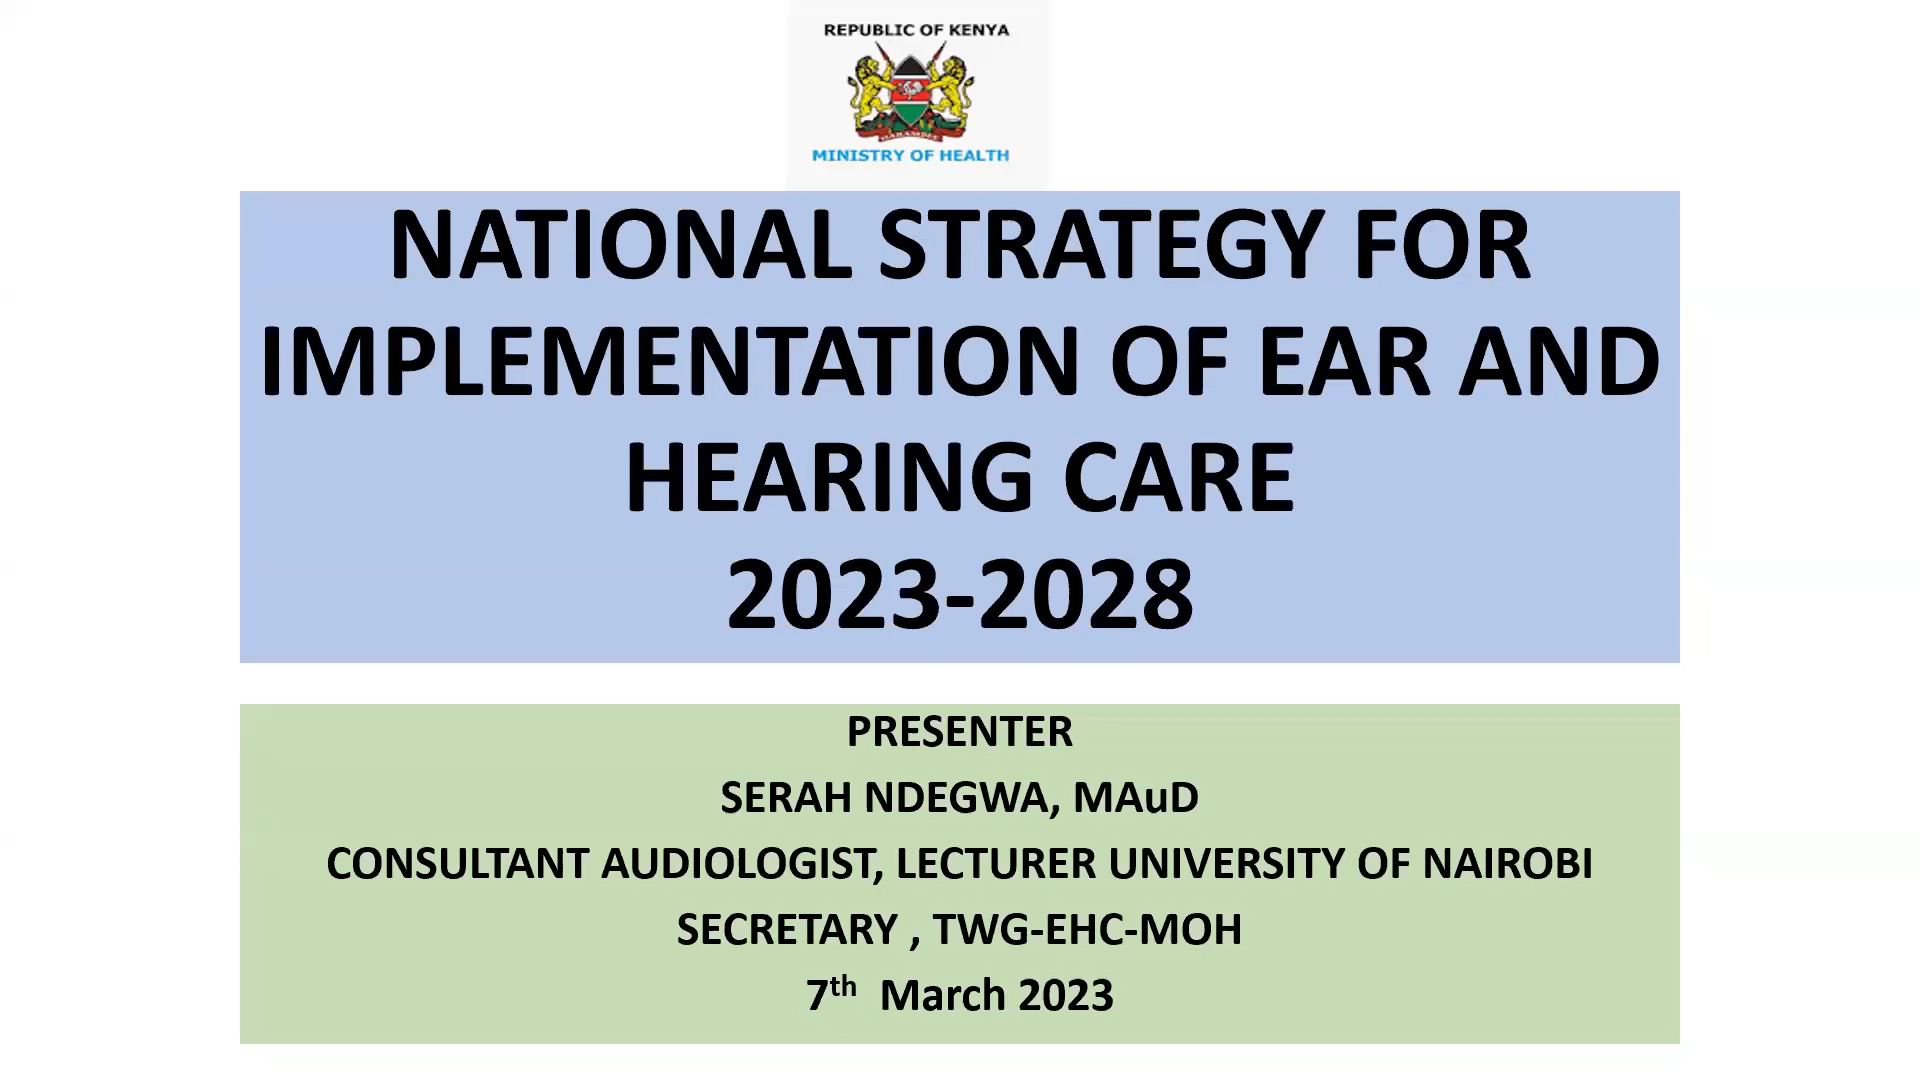 REPUBLIC OF KENYA
HARAMBEE
MINISTRY OF HEALTH
NATIONAL STRATEGY FOR
IMPLEMENTATION OF EAR AND
HEARING CARE
2023-2028
PRESENTER
SERAH NDEGWA, MAuD
CONSULTANT AUDIOLOGIST, LECTURER UNIVERSITY OF NAIROBI
SECRETARY , TWG-EHC-MOH
7th March 2023